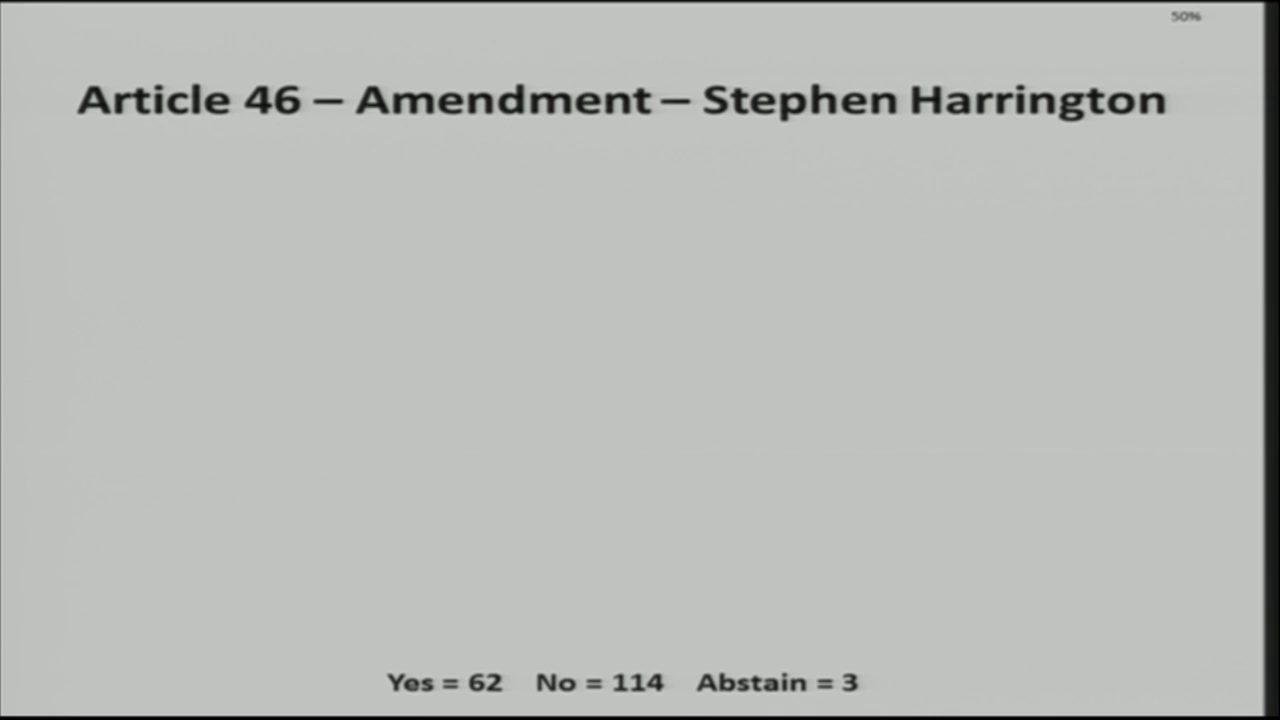 50%
Article 46 – Amendment – Stephen Harrington
Yes = 62 No = 114 Abstain = 3